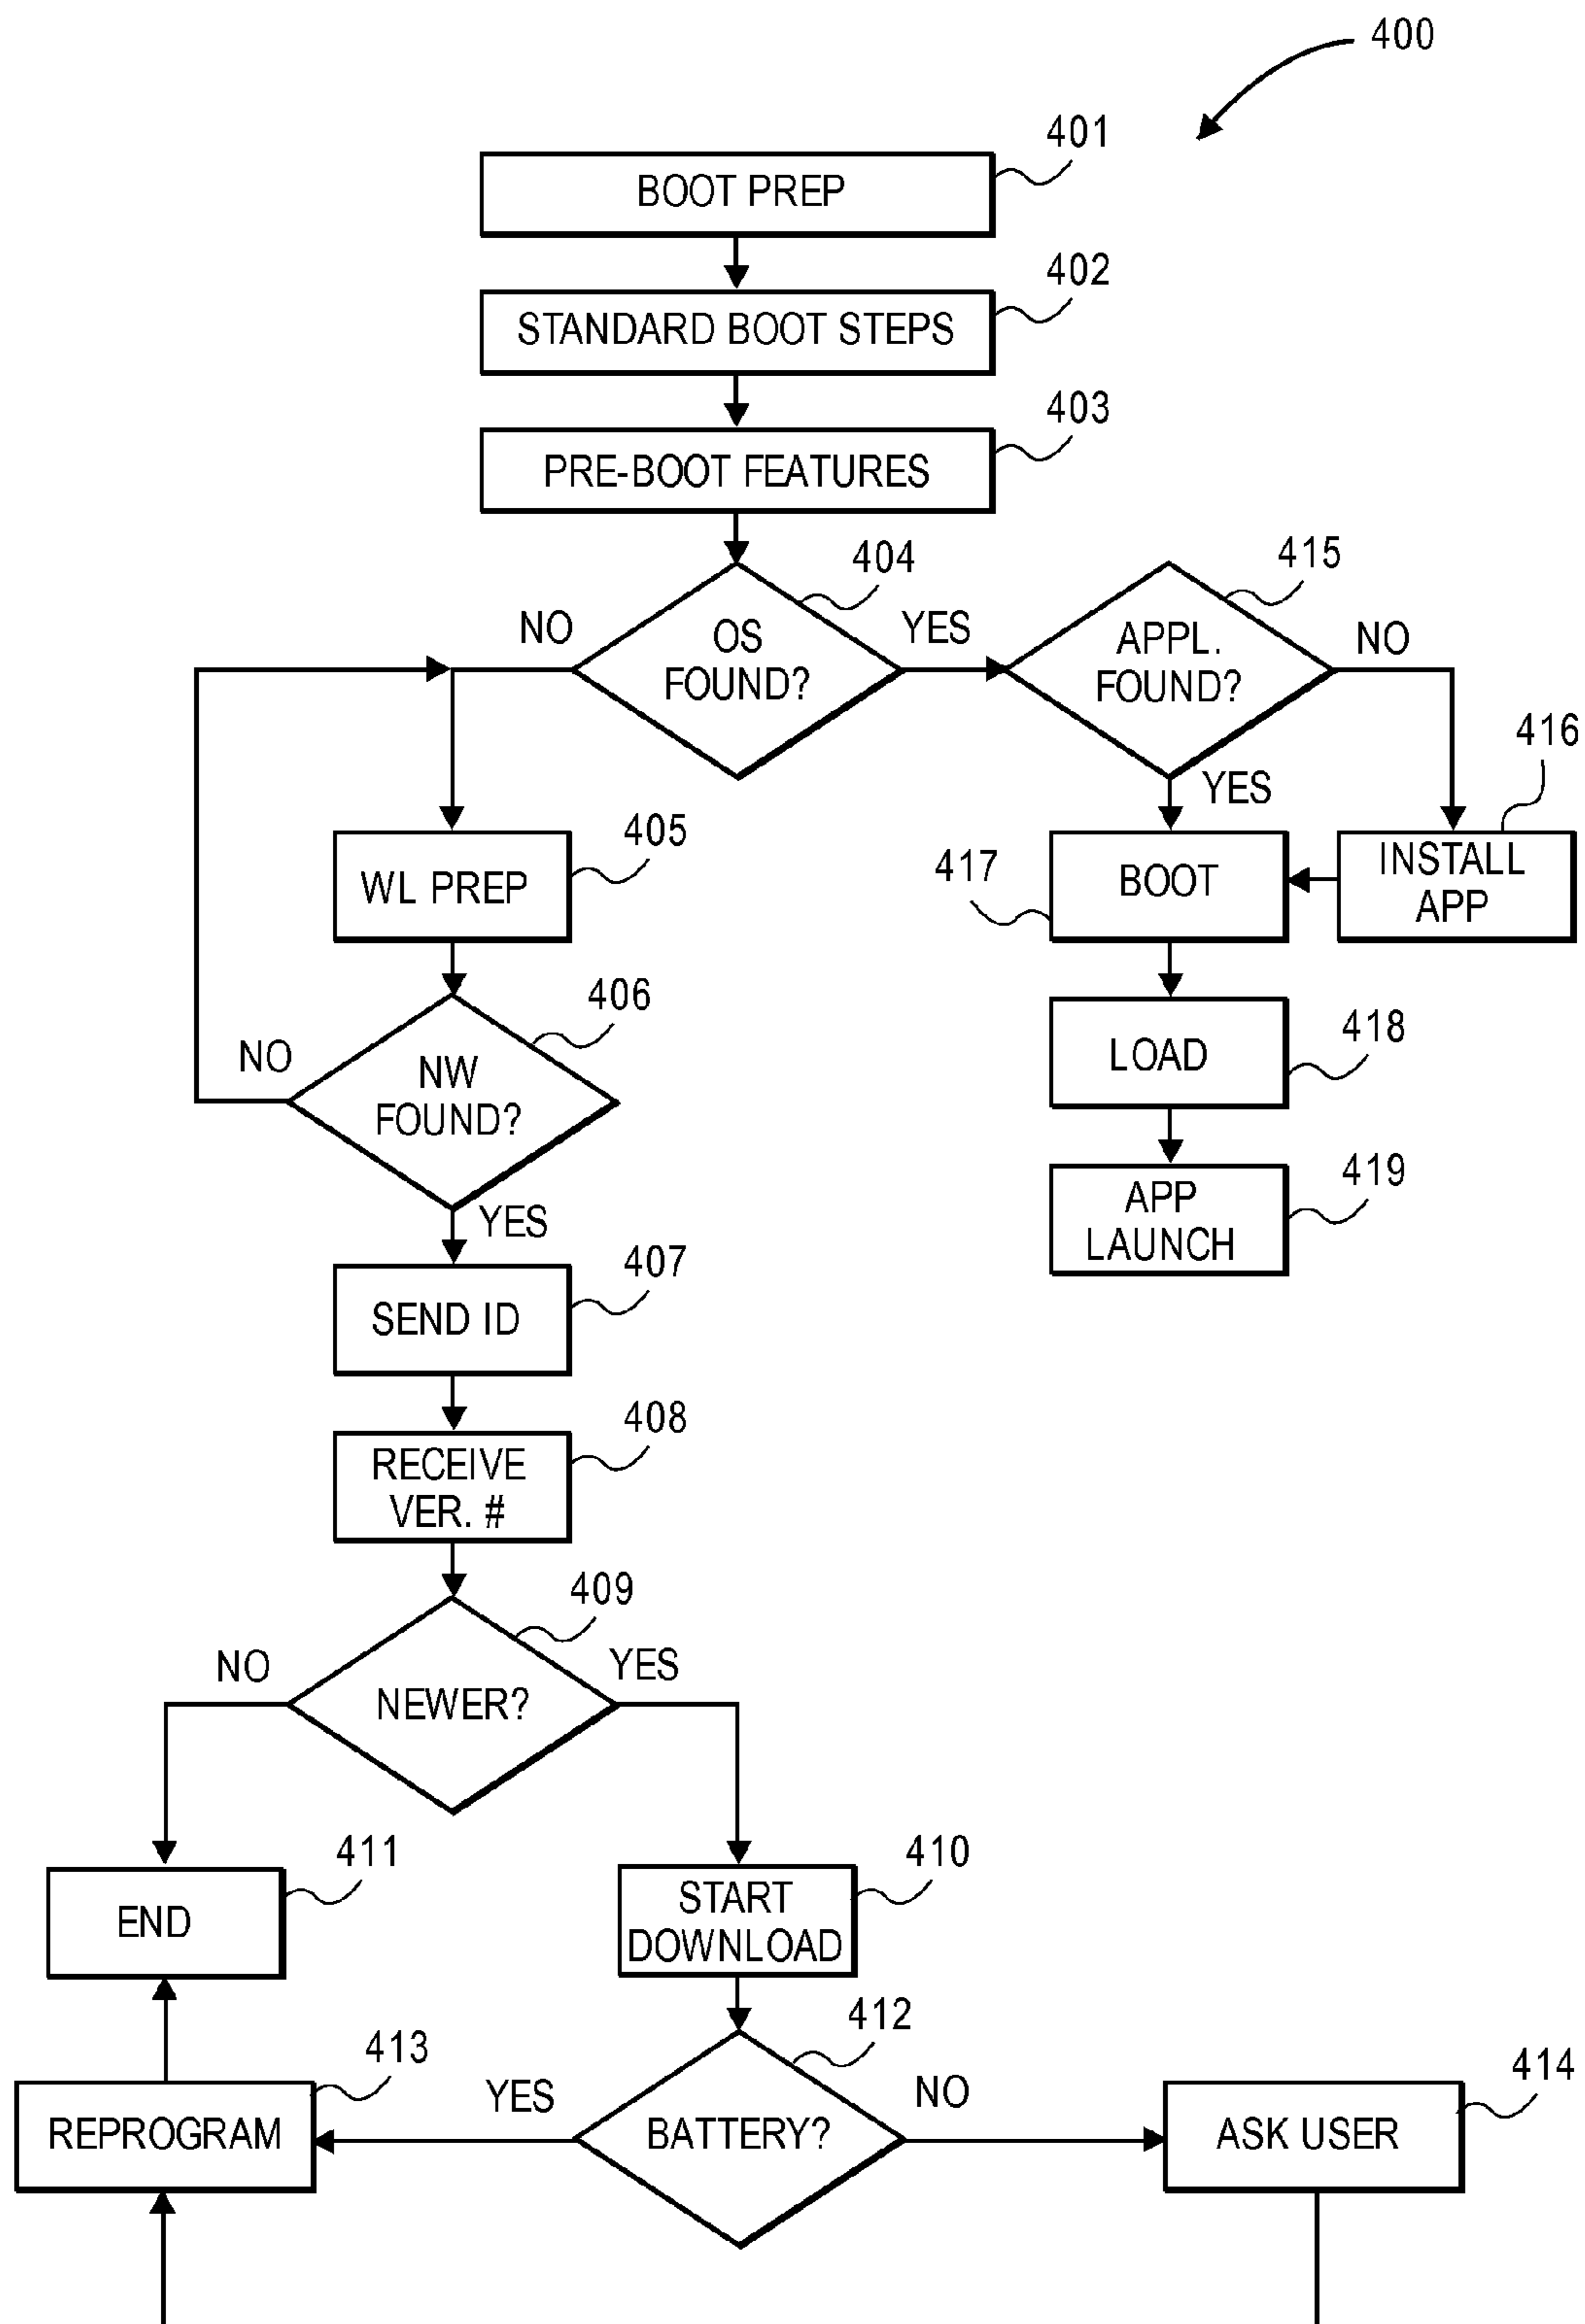 400
401
BOOT PREP
402
STANDARD BOOT STEPS
403
PRE-BOOT FEATURES
404
415
NO
OS
FOUND?
YES
APPL.
FOUND?
NO
416
YES
405
WL PREP
417
BOOT
INSTALL
APP
406
NO
NW
FOUND?
418
LOAD
YES
419
APP
LAUNCH
407
SEND ID
408
RECEIVE
VER. #
409
NO
NEWER?
YES
411
END
410
START
DOWNLOAD
412
413
REPROGRAM
YES
BATTERY?
NO
414
ASK USER